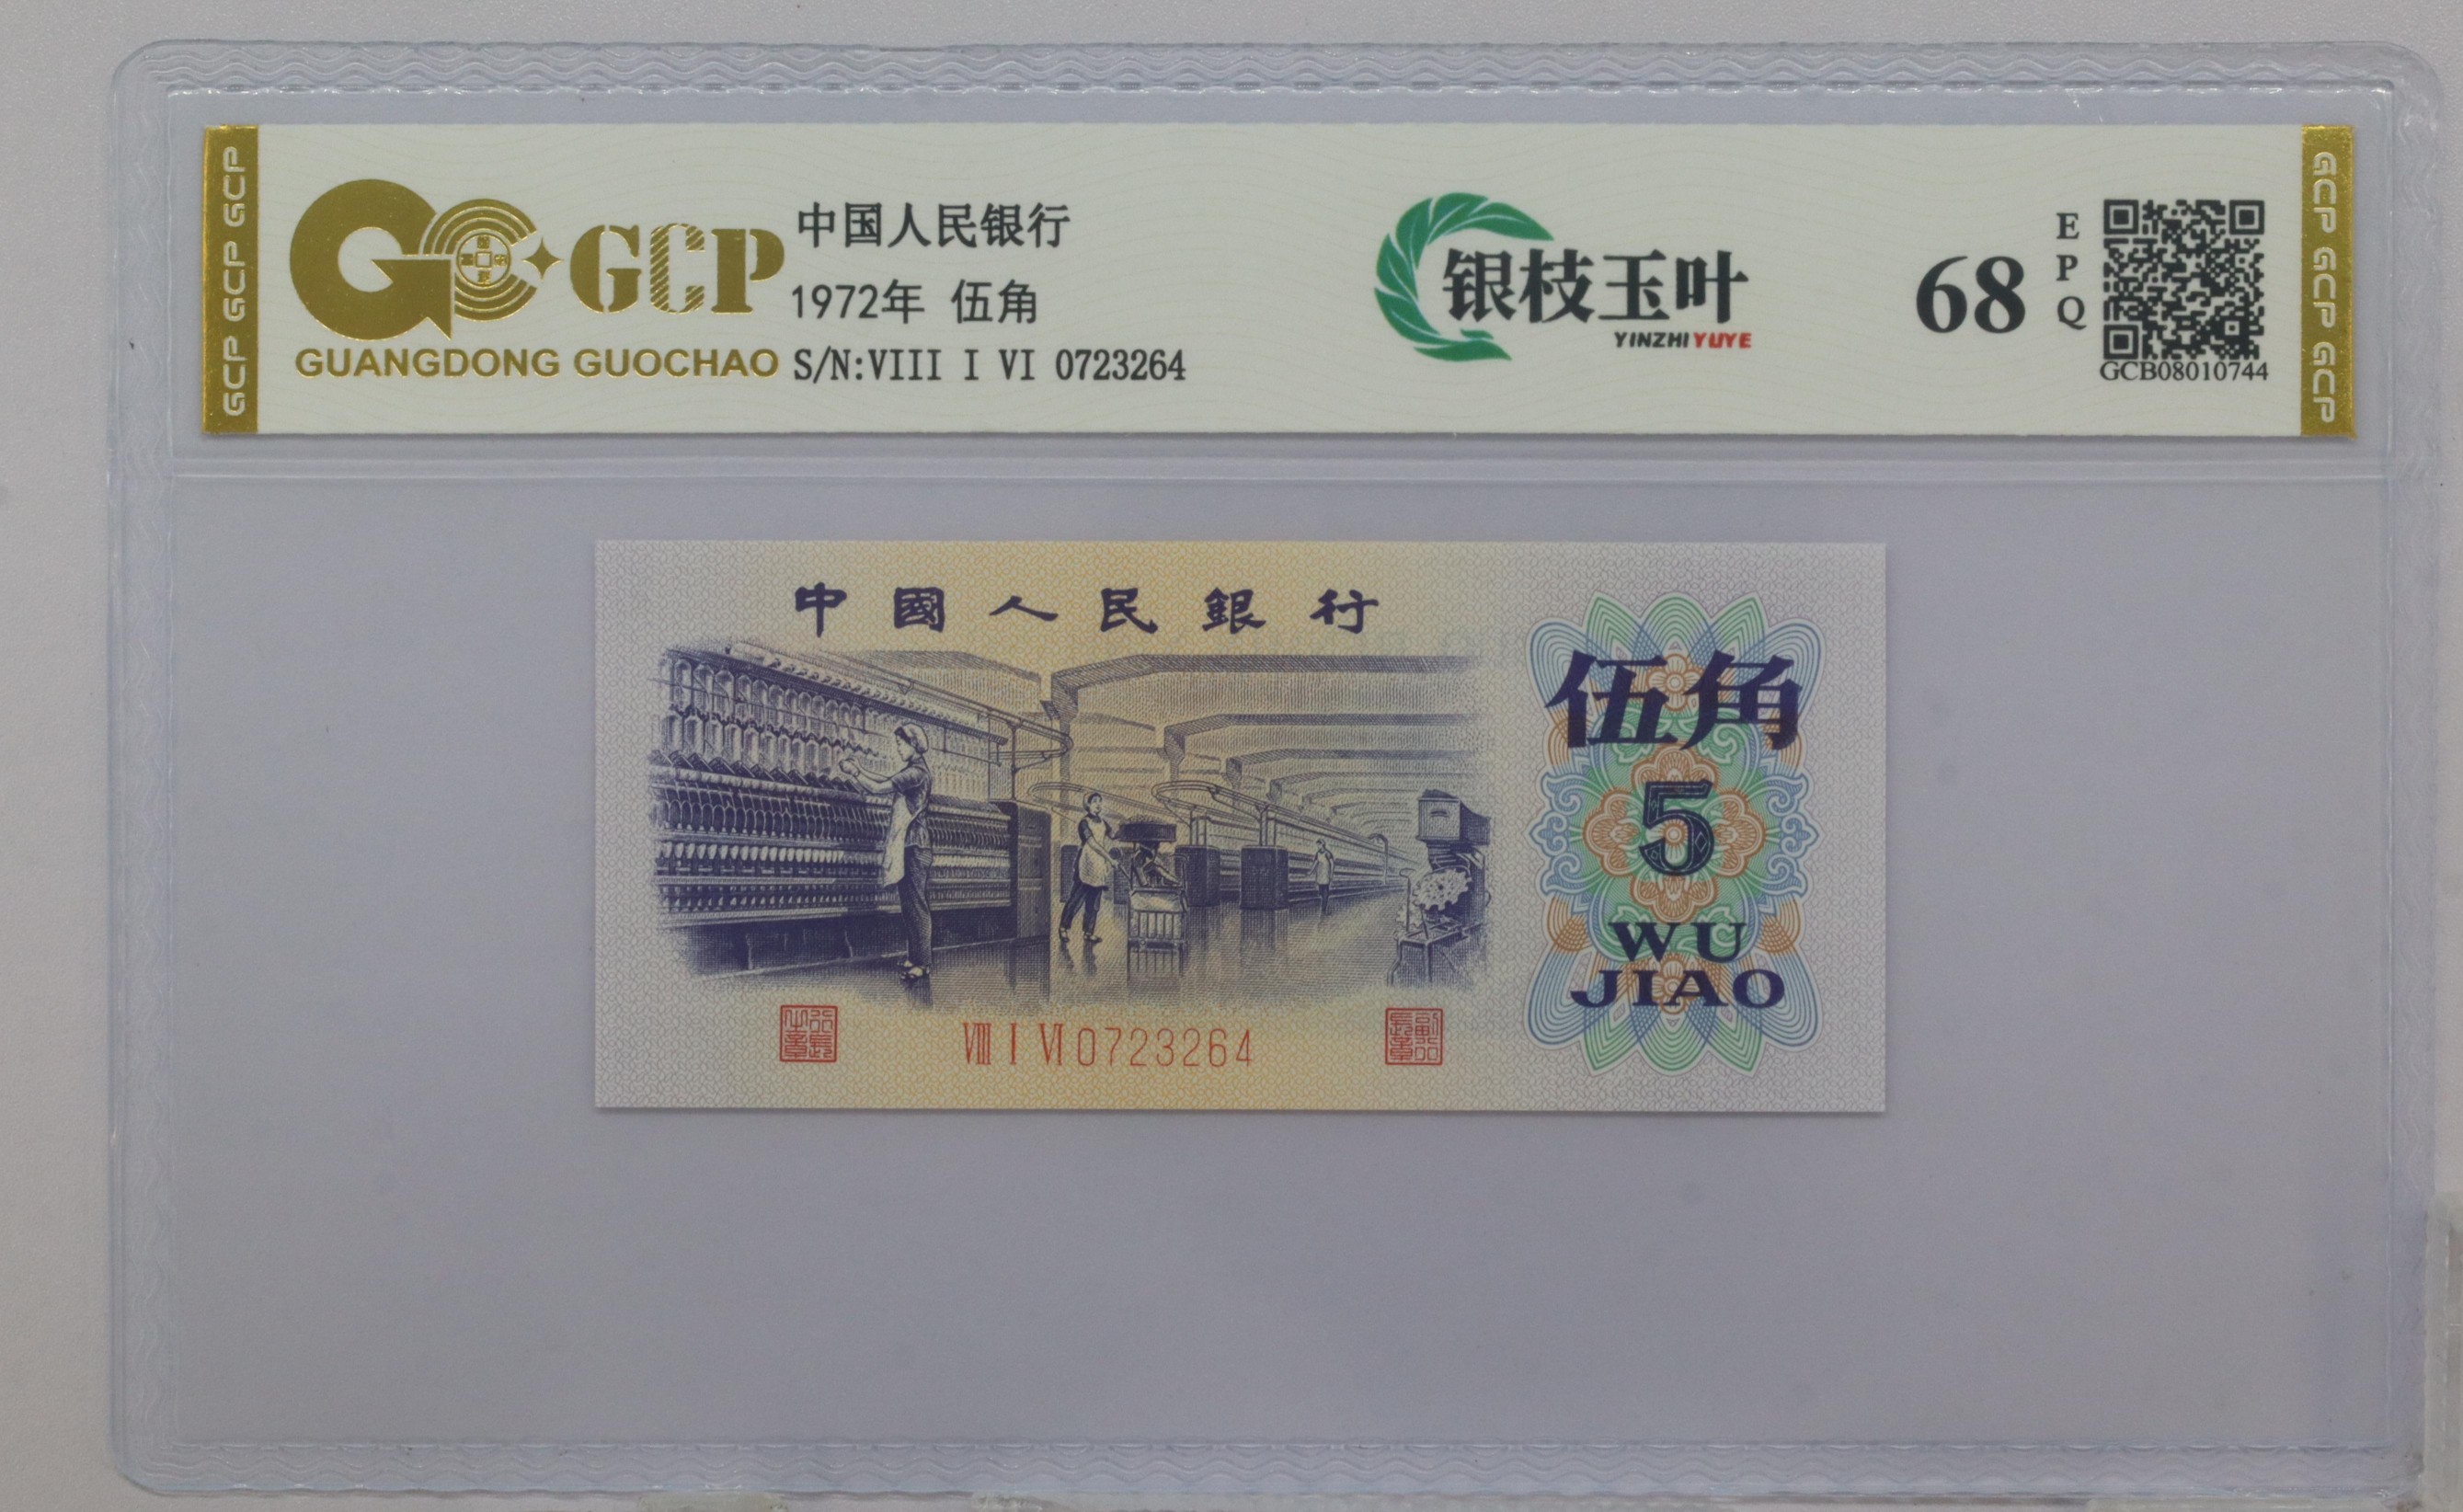 GCP GCP GCP
GCP
GUANGDONG GUOCHAO
中国人民银行
1972年 伍角
S/N:VIII I VI 0723264
银枝玉叶
YINZHI YUYE
68
EPQ
GCB08010744
GCP GCP GCP
中國人民銀行
伍角
5
WU
JIAO
VIII I VI 0723264